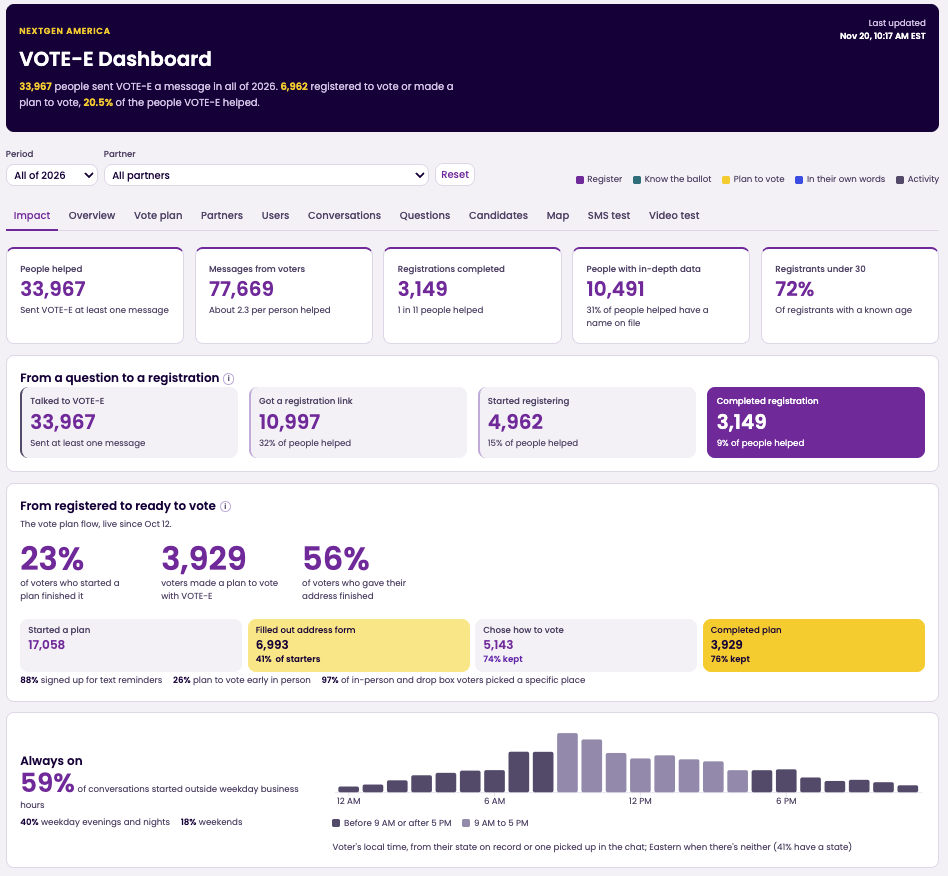 NEXTGEN AMERICA
Last updated
Nov 20, 10:17 AM EST
VOTE-E Dashboard
33,967 people sent VOTE-E a message in all of 2026. 6,962 registered to vote or made a
plan to vote, 20.5% of the people VOTE-E helped.
Period
Partner
All of 2026
All partners
Reset
Register
Know the ballot
Plan to vote
In their own words
Activity
Impact
Overview
Vote plan
Partners
Users
Conversations
Questions
Candidates
Map
SMS test
Video test
People helped
33,967
Sent VOTE-E at least one message
Messages from voters
77,669
About 2.3 per person helped
Registrations completed
3,149
1 in 11 people helped
People with in-depth data
10,491
31% of people helped have a
name on file
Registrants under 30
72%
Of registrants with a known age
From a question to a registration i
Talked to VOTE-E
33,967
Sent at least one message
Got a registration link
10,997
32% of people helped
Started registering
4,962
15% of people helped
Completed registration
3,149
9% of people helped
From registered to ready to vote i
The vote plan flow, live since Oct 12.
23%
of voters who started a
plan finished it
3,929
voters made a plan to vote
with VOTE-E
56%
of voters who gave their
address finished
Started a plan
17,058
Filled out address form
6,993
41% of starters
Chose how to vote
5,143
74% kept
Completed plan
3,929
76% kept
88% signed up for text reminders 26% plan to vote early in person 97% of in-person and drop box voters picked a specific place
Always on
59% of conversations started outside weekday business
hours
40% weekday evenings and nights 18% weekends
12 AM
6 AM
12 PM
6 PM
Before 9 AM or after 5 PM
9 AM to 5 PM
Voter's local time, from their state on record or one picked up in the chat; Eastern when there's neither (41% have a state)